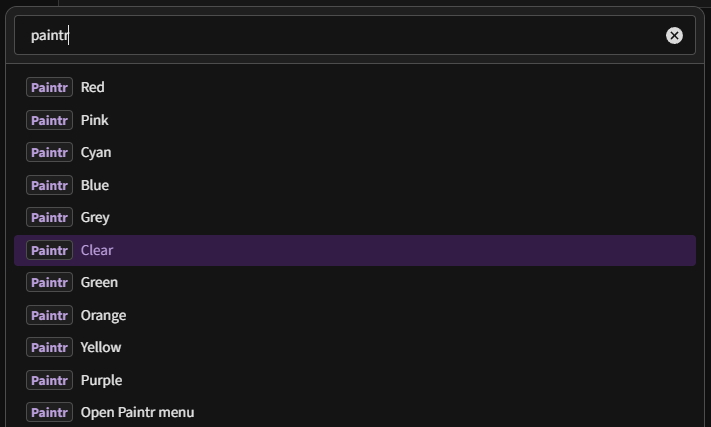 paintr
Paintr Red
Paintr Pink
Paintr Cyan
Paintr Blue
Paintr Grey
Paintr Clear
Paintr Green
Paintr Orange
Paintr Yellow
Paintr Purple
Paintr Open Paintr menu